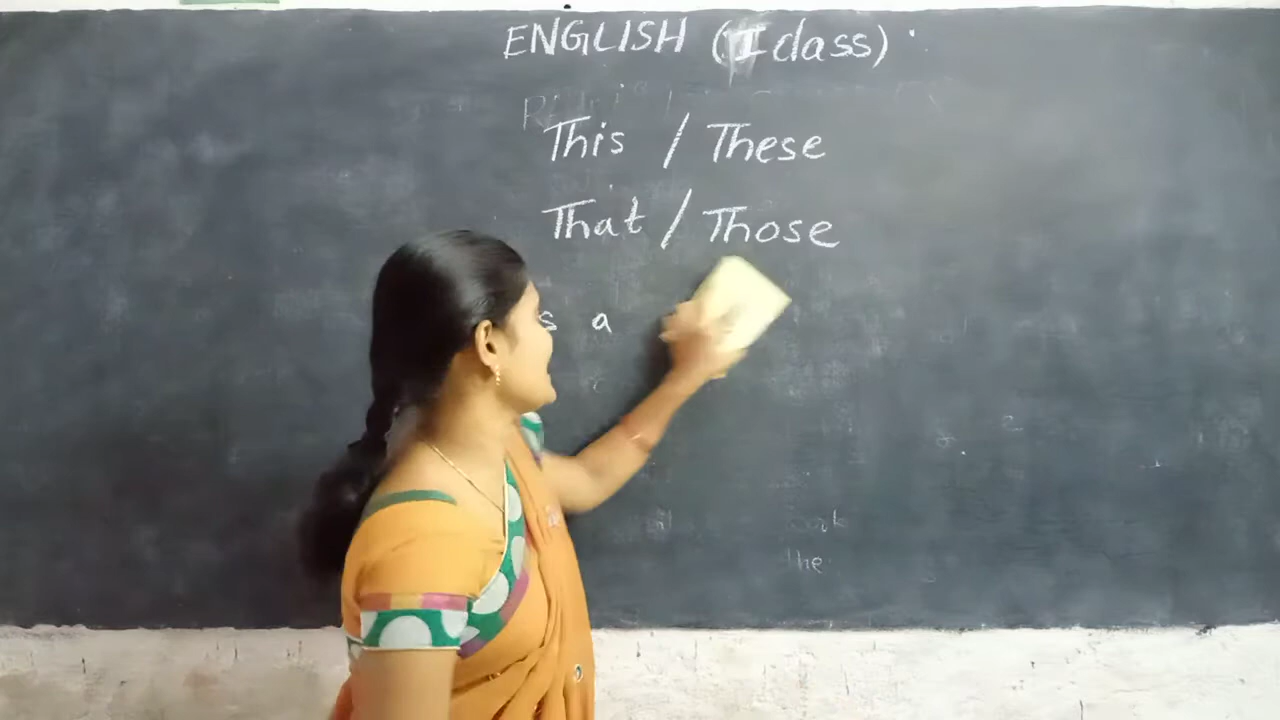 ENGLISH (I class)
This / These
That / Those
s a
the